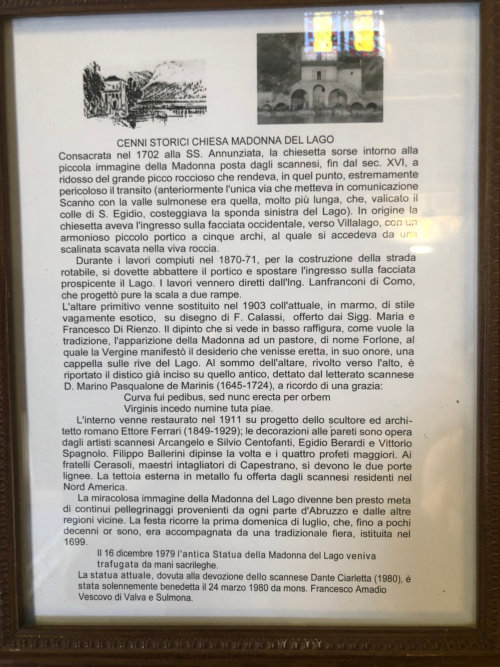 CENNI STORICI CHIESA MADONNA DEL LAGO
Consacrata nel 1702 alla SS. Annunziata, la chiesetta sorse intorno alla
piccola immagine della Madonna posta dagli scannesi, fin dal sec. XVI, a
ridosso del grande picco roccioso che rendeva, in quel punto, estremamente
pericoloso il transito (anteriormente l'unica via che metteva in comunicazione
Scanno con la valle sulmonese era quella, molto più lunga, che, valicato il
colle di S. Egidio, costeggiava la sponda sinistra del Lago). In origine la
chiesetta aveva l'ingresso sulla facciata occidentale, verso Villalago, con un
armonioso piccolo portico a cinque archi, al quale si accedeva da una
scalinata scavata nella viva roccia.
Durante i lavori compiuti nel 1870-71, per la costruzione della strada
rotabile, si dovette abbattere il portico e spostare l'ingresso sulla facciata
prospicente il Lago. I lavori vennero diretti dall'Ing. Lanfranconi di Como,
che progettò pure la scala a due rampe.
L'altare primitivo venne sostituito nel 1903 coll'attuale, in marmo, di stile
vagamente esotico, su disegno di F. Calassi, offerto dai Sigg. Maria e
Francesco Di Rienzo. Il dipinto che si vede in basso raffigura, come vuole la
tradizione, l'apparizione della Madonna ad un pastore, di nome Forlone, al
quale la Vergine manifestò il desiderio che venisse eretta, in suo onore, una
cappella sulle rive del Lago. Al sommo dell'altare, rivolto verso l'alto, è
riportato il distico già inciso su quello antico, dettato dal letterato scannese
D. Marino Pasqualone de Marinis (1645-1724), a ricordo di una grazia:
Curva fui pedibus, sed nunc erecta per orbem
Virginis incedo numine tuta piae.
L'interno venne restaurato nel 1911 su progetto dello scultore ed archi-
tetto romano Ettore Ferrari (1849-1929); le decorazioni alle pareti sono opera
dagli artisti scannesi Arcangelo e Silvio Centofanti, Egidio Berardi e Vittorio
Spagnolo. Filippo Ballerini dipinse la volta e i quattro profeti maggiori. Ai
fratelli Cerasoli, maestri intagliatori di Capestrano, si devono le due porte
lignee. La tettoia esterna in metallo fu offerta dagli scannesi residenti nel
Nord America.
La miracolosa immagine della Madonna del Lago divenne ben presto meta
di continui pellegrinaggi provenienti da ogni parte d'Abruzzo e dalle altre
regioni vicine. La festa ricorre la prima domenica di luglio, che, fino a pochi
decenni or sono, era accompagnata da una tradizionale fiera, istituita nel
1699.
Il 16 dicembre 1979 l'antica Statua della Madonna del Lago veniva
trafugata da mani sacrileghe.
La statua attuale, dovuta alla devozione dello scannese Dante Ciarletta (1980), è
stata solennemente benedetta il 24 marzo 1980 da mons. Francesco Amadio
Vescovo di Valva e Sulmona.